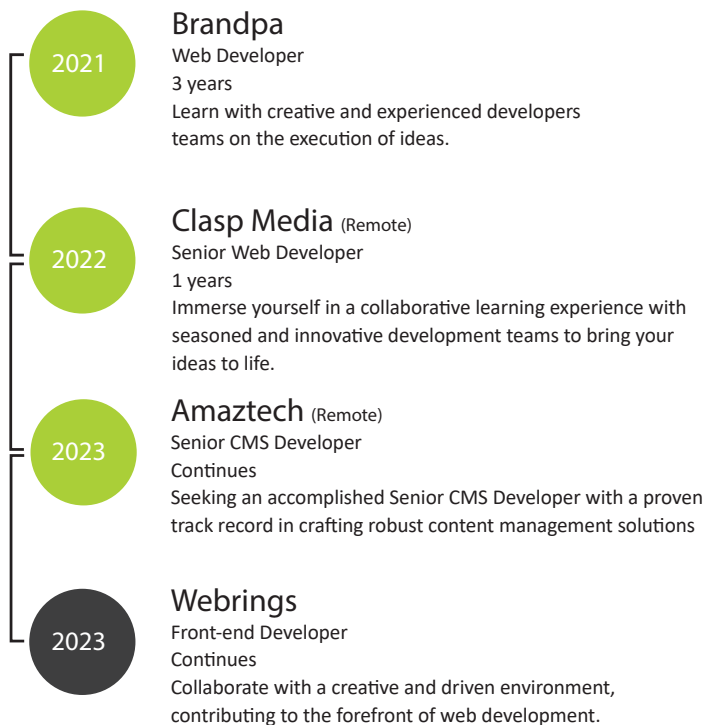 2021
Brandpa
Web Developer
3 years
Learn with creative and experienced developers
teams on the execution of ideas.
2022
Clasp Media (Remote)
Senior Web Developer
1 years
Immerse yourself in a collaborative learning experience with
seasoned and innovative development teams to bring your
ideas to life.
2023
Amaztech (Remote)
Senior CMS Developer
Continues
Seeking an accomplished Senior CMS Developer with a proven
track record in crafting robust content management solutions
2023
Webrings
Front-end Developer
Continues
Collaborate with a creative and driven environment,
contributing to the forefront of web development.